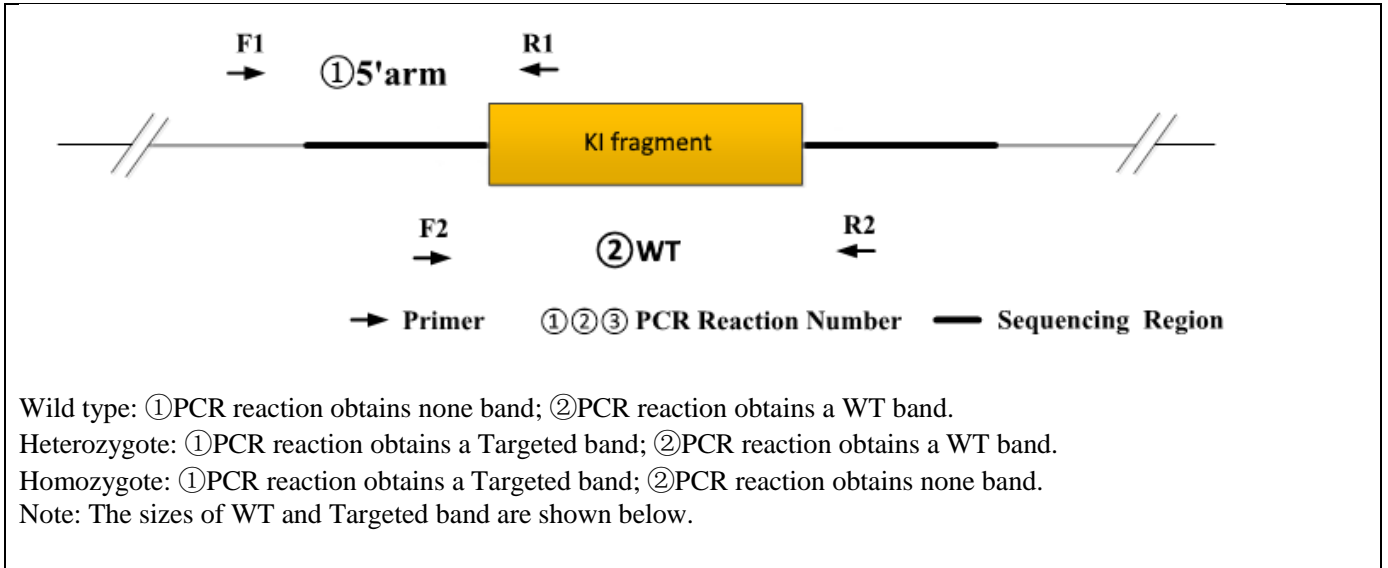 F1
R1
①5'arm
KI fragment
F2
R2
②WT
Primer
①②③ PCR Reaction Number
Sequencing Region
Wild type: ①PCR reaction obtains none band; ②PCR reaction obtains a WT band.
Heterozygote: ①PCR reaction obtains a Targeted band; ②PCR reaction obtains a WT band.
Homozygote: ①PCR reaction obtains a Targeted band; ②PCR reaction obtains none band.
Note: The sizes of WT and Targeted band are shown below.